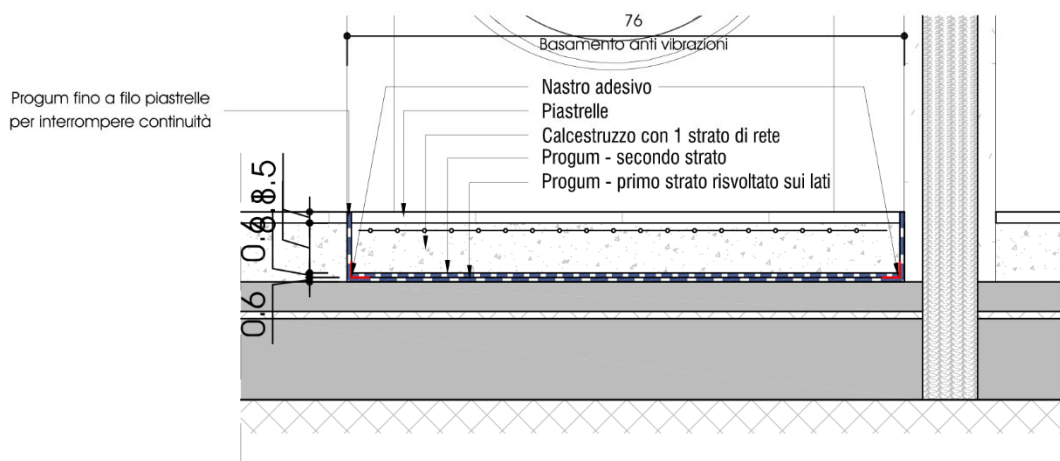 76
Basamento anti vibrazioni
Progum fino a filo piastrelle
per interrompere continuità
Nastro adesivo
Piastrelle
Calcestruzzo con 1 strato di rete
Progum - secondo strato
Progum - primo strato risvoltato sui lati
0.6